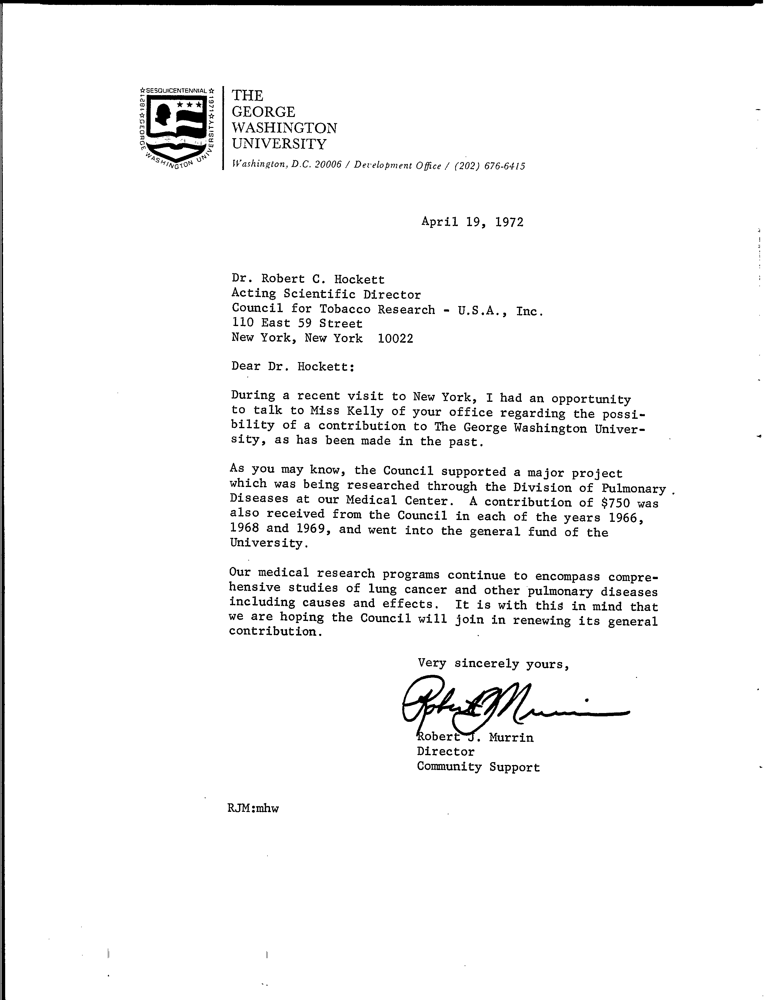 ☆SESQUICENTENNIAL☆
1821☆GEORGE WASHINGTON UNIVERSITY☆1971
THE
GEORGE
WASHINGTON
UNIVERSITY
Washington, D.C. 20006 / Development Office / (202) 676-6415
April 19, 1972
Dr. Robert C. Hockett
Acting Scientific Director
Council for Tobacco Research - U.S.A., Inc.
110 East 59 Street
New York, New York 10022
Dear Dr. Hockett:
During a recent visit to New York, I had an opportunity
to talk to Miss Kelly of your office regarding the possi-
bility of a contribution to The George Washington Univer-
sity, as has been made in the past.
As you may know, the Council supported a major project
which was being researched through the Division of Pulmonary
Diseases at our Medical Center. A contribution of $750 was
also received from the Council in each of the years 1966,
1968 and 1969, and went into the general fund of the
University.
Our medical research programs continue to encompass compre-
hensive studies of lung cancer and other pulmonary diseases
including causes and effects. It is with this in mind that
we are hoping the Council will join in renewing its general
contribution.
Very sincerely yours,
Robert J Murrin
Robert J. Murrin
Director
Community Support
RJM:mhw